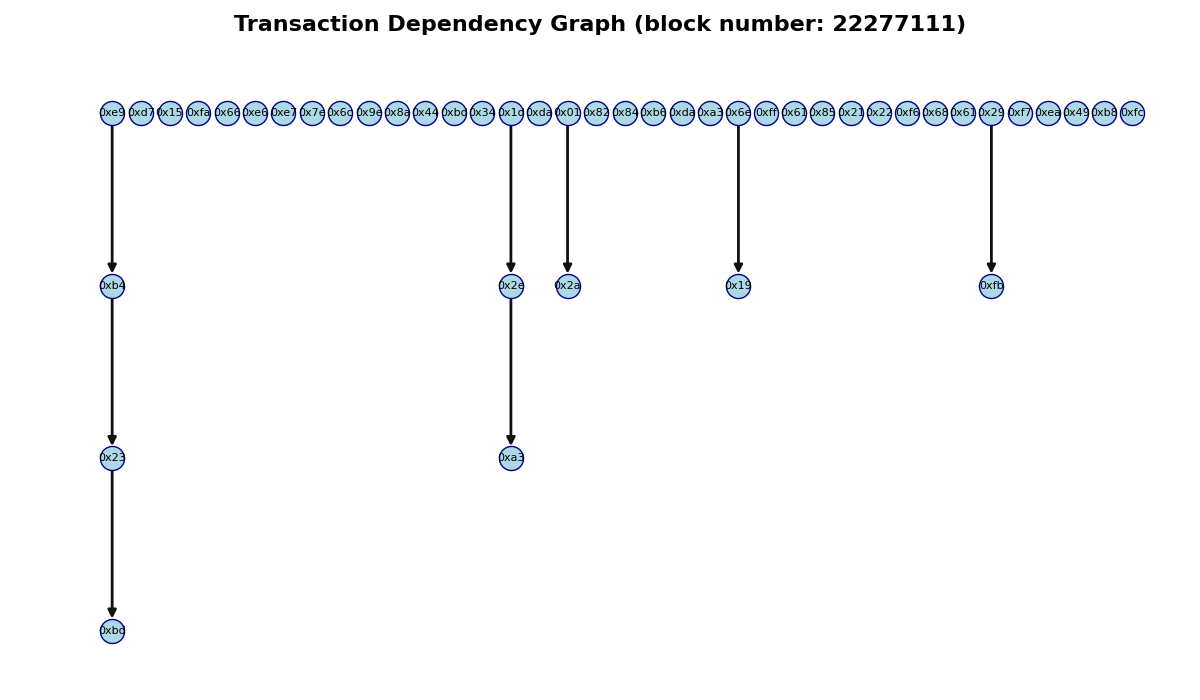 Transaction Dependency Graph (block number: 22277111)
0xe9 0xd7 0x15 0xfa 0x66 0xe6 0xe7 0x7e 0x6c 0x9e 0x8a 0x44 0xbd 0x34 0x1d 0xda 0x01 0x82 0x84 0xb6 0xda 0xa3 0x6e 0xff 0x61 0x85 0x21 0x22 0xf6 0x68 0x61 0x29 0xf7 0xea 0x49 0xb8 0xfc
0xb4 0x2e 0x2a 0x19 0xfb
0x23 0xa3
0xbd